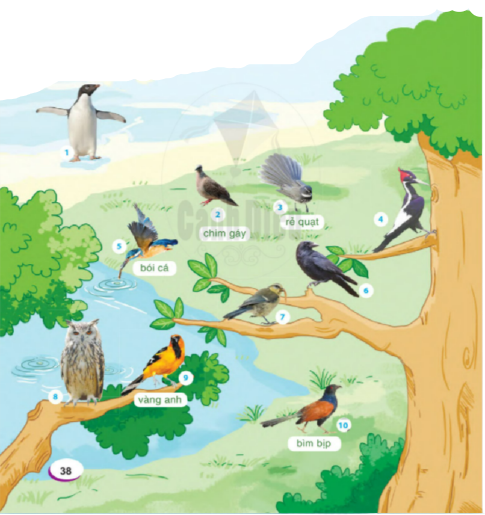 1
2
chim gáy
3
rẻ quạt
4
5
bói cá
6
7
8
9
vàng anh
10
bìm bịp
38